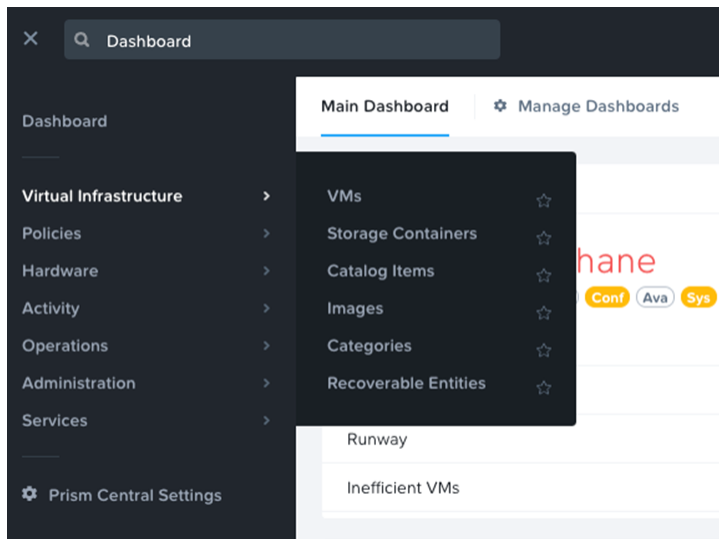 Dashboard
Main Dashboard
Manage Dashboards
Dashboard
Virtual Infrastructure
Policies
Hardware
Activity
Operations
Administration
Services
Prism Central Settings
VMs
Storage Containers
Catalog Items
Images
Categories
Recoverable Entities
hane
Conf Ava Sys
Runway
Inefficient VMs